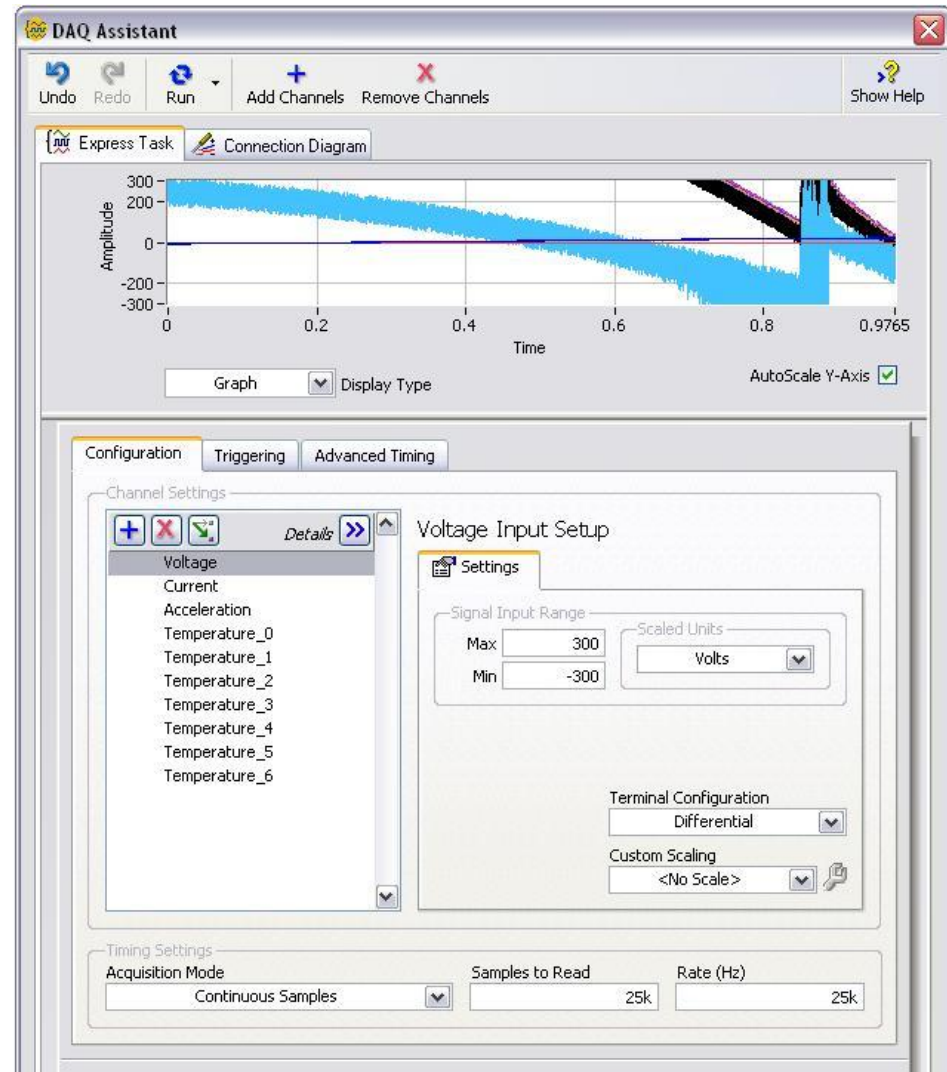 DAQ Assistant
Undo Redo Run Add Channels Remove Channels Show Help
Express Task Connection Diagram
300
200
0
-200
-300
Amplitude
0 0.2 0.4 0.6 0.8 0.9765
Time
Graph Display Type AutoScale Y-Axis
Configuration Triggering Advanced Timing
Channel Settings
Details
Voltage
Current
Acceleration
Temperature_0
Temperature_1
Temperature_2
Temperature_3
Temperature_4
Temperature_5
Temperature_6
Voltage Input Setup
Settings
Signal Input Range
Max 300
Min -300
Scaled Units
Volts
Terminal Configuration
Differential
Custom Scaling
<No Scale>
Timing Settings
Acquisition Mode Samples to Read Rate (Hz)
Continuous Samples 25k 25k